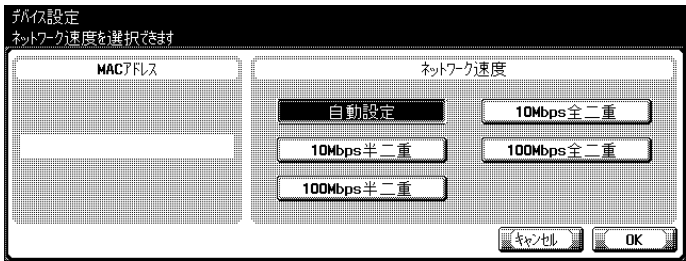 デバイス設定
ネットワーク速度を選択できます
MACアドレス
ネットワーク速度
自動設定
10Mbps全二重
10Mbps半二重
100Mbps全二重
100Mbps半二重
キャンセル
OK